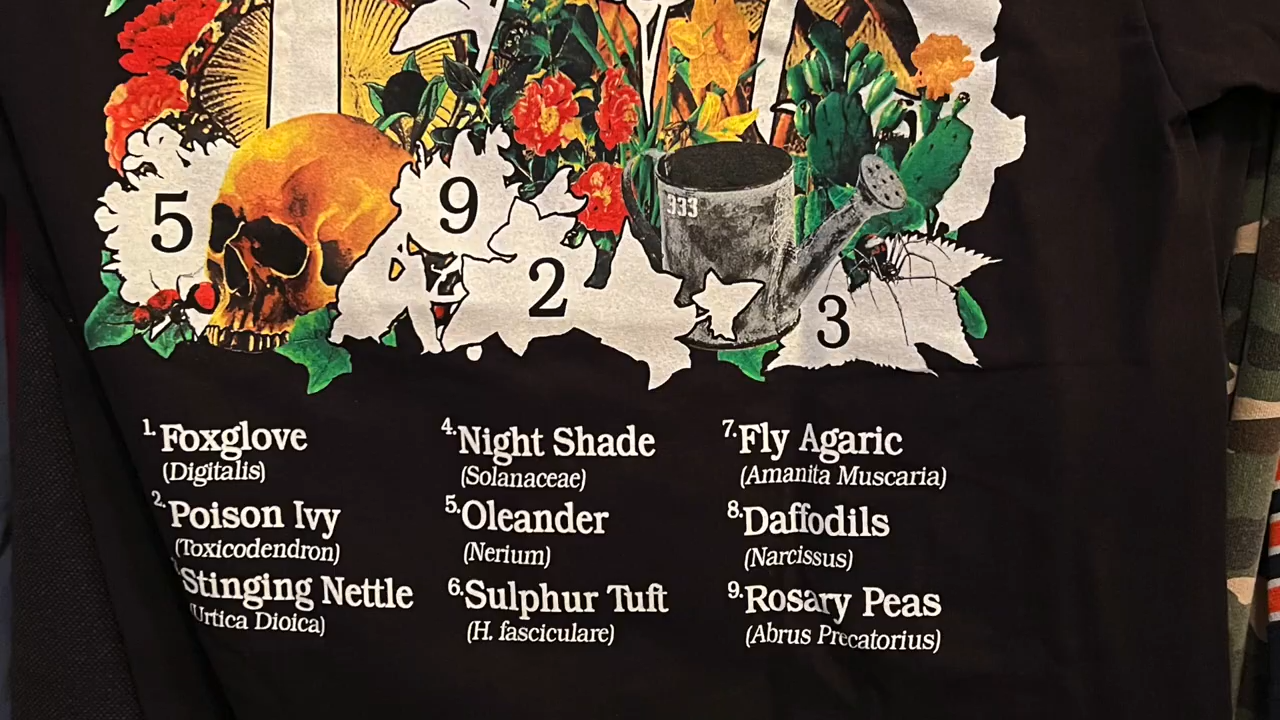 5
9
933
2
3
1. Foxglove
(Digitalis)
2. Poison Ivy
(Toxicodendron)
Stinging Nettle
(Urtica Dioica)
4. Night Shade
(Solanaceae)
5. Oleander
(Nerium)
6. Sulphur Tuft
(H. fasciculare)
7. Fly Agaric
(Amanita Muscaria)
8. Daffodils
(Narcissus)
9. Rosary Peas
(Abrus Precatorius)